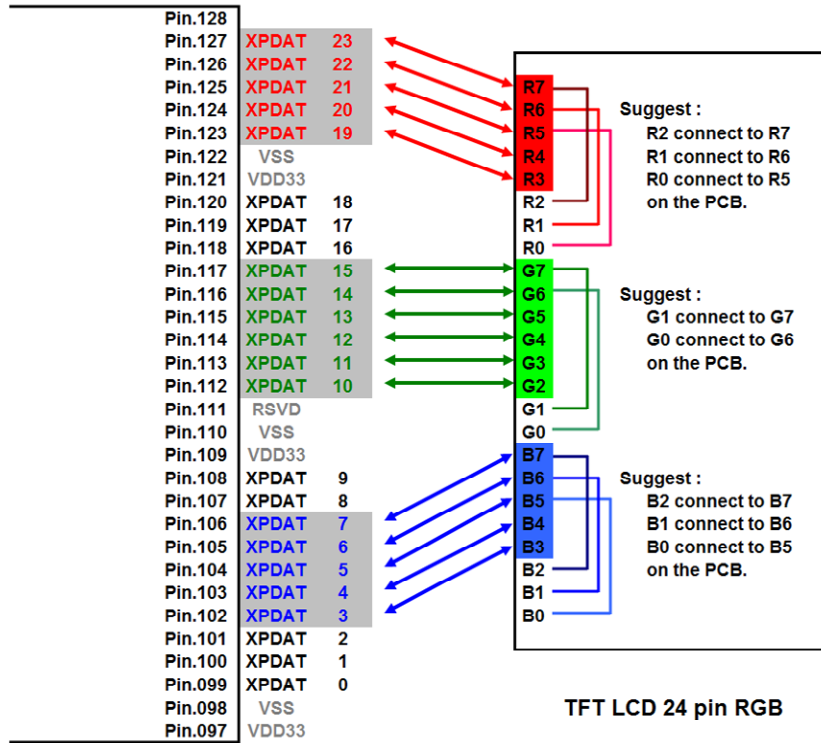 Pin.128
Pin.127 XPDAT 23
Pin.126 XPDAT 22
Pin.125 XPDAT 21
Pin.124 XPDAT 20
Pin.123 XPDAT 19
Pin.122 VSS
Pin.121 VDD33
Pin.120 XPDAT 18
Pin.119 XPDAT 17
Pin.118 XPDAT 16
Pin.117 XPDAT 15
Pin.116 XPDAT 14
Pin.115 XPDAT 13
Pin.114 XPDAT 12
Pin.113 XPDAT 11
Pin.112 XPDAT 10
Pin.111 RSVD
Pin.110 VSS
Pin.109 VDD33
Pin.108 XPDAT 9
Pin.107 XPDAT 8
Pin.106 XPDAT 7
Pin.105 XPDAT 6
Pin.104 XPDAT 5
Pin.103 XPDAT 4
Pin.102 XPDAT 3
Pin.101 XPDAT 2
Pin.100 XPDAT 1
Pin.099 XPDAT 0
Pin.098 VSS
Pin.097 VDD33
R7
R6
R5
R4
R3
R2
R1
R0
G7
G6
G5
G4
G3
G2
G1
G0
B7
B6
B5
B4
B3
B2
B1
B0
Suggest :
R2 connect to R7
R1 connect to R6
R0 connect to R5
on the PCB.
Suggest :
G1 connect to G7
G0 connect to G6
on the PCB.
Suggest :
B2 connect to B7
B1 connect to B6
B0 connect to B5
on the PCB.
TFT LCD 24 pin RGB